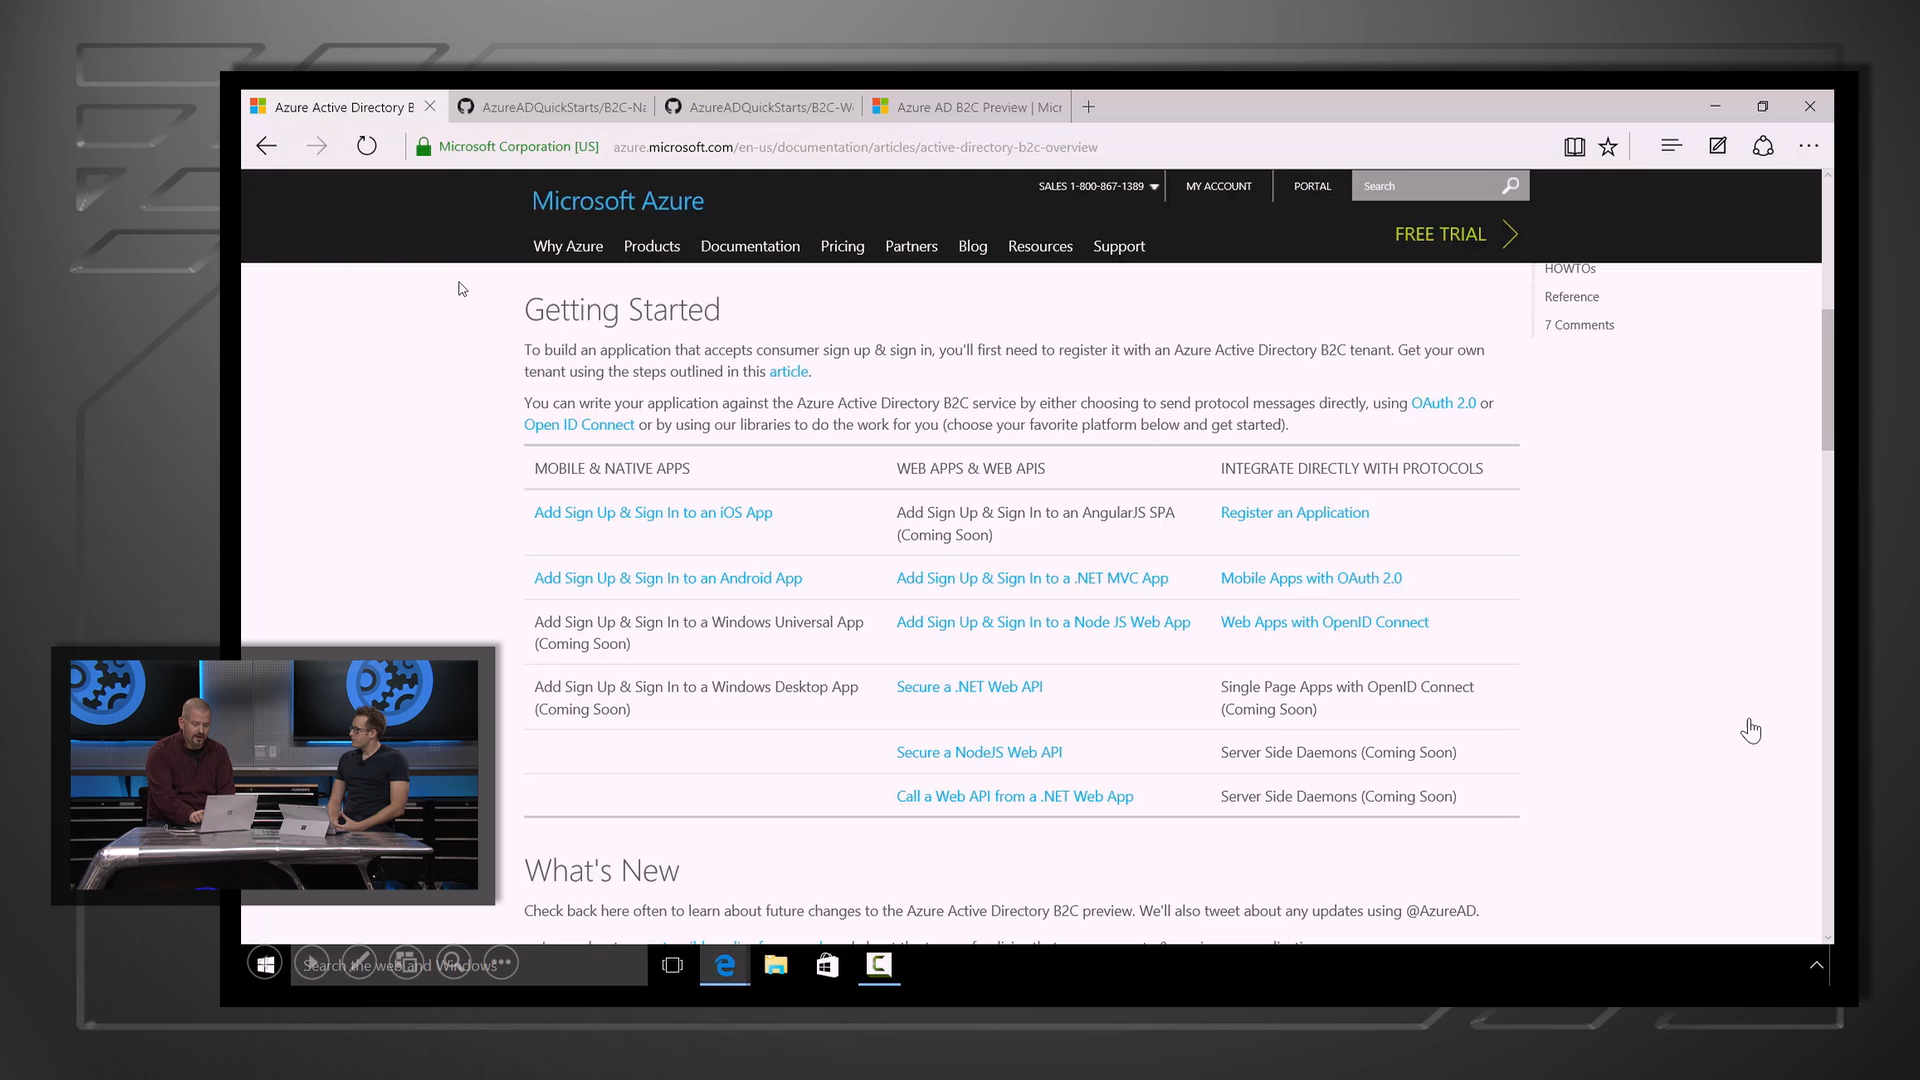 Azure Active Directory B
AzureADQuickStarts/B2C-Na
AzureADQuickStarts/B2C-W
Azure AD B2C Preview | Micr
Microsoft Corporation [US]
azure.microsoft.com/en-us/documentation/articles/active-directory-b2c-overview
SALES 1-800-867-1389
MY ACCOUNT
PORTAL
Search
Microsoft Azure
FREE TRIAL
Why Azure Products Documentation Pricing Partners Blog Resources Support
HOWTOs
Reference
7 Comments
Getting Started
To build an application that accepts consumer sign up & sign in, you'll first need to register it with an Azure Active Directory B2C tenant. Get your own
tenant using the steps outlined in this article.
You can write your application against the Azure Active Directory B2C service by either choosing to send protocol messages directly, using OAuth 2.0 or
Open ID Connect or by using our libraries to do the work for you (choose your favorite platform below and get started).
MOBILE & NATIVE APPS
WEB APPS & WEB APIS
INTEGRATE DIRECTLY WITH PROTOCOLS
Add Sign Up & Sign In to an iOS App
Add Sign Up & Sign In to an AngularJS SPA
(Coming Soon)
Register an Application
Add Sign Up & Sign In to an Android App
Add Sign Up & Sign In to a .NET MVC App
Mobile Apps with OAuth 2.0
Add Sign Up & Sign In to a Windows Universal App
(Coming Soon)
Add Sign Up & Sign In to a Node JS Web App
Web Apps with OpenID Connect
Add Sign Up & Sign In to a Windows Desktop App
(Coming Soon)
Secure a .NET Web API
Single Page Apps with OpenID Connect
(Coming Soon)
Secure a NodeJS Web API
Server Side Daemons (Coming Soon)
Call a Web API from a .NET Web App
Server Side Daemons (Coming Soon)
What's New
Check back here often to learn about future changes to the Azure Active Directory B2C preview. We'll also tweet about any updates using @AzureAD.
Search the web and Windows